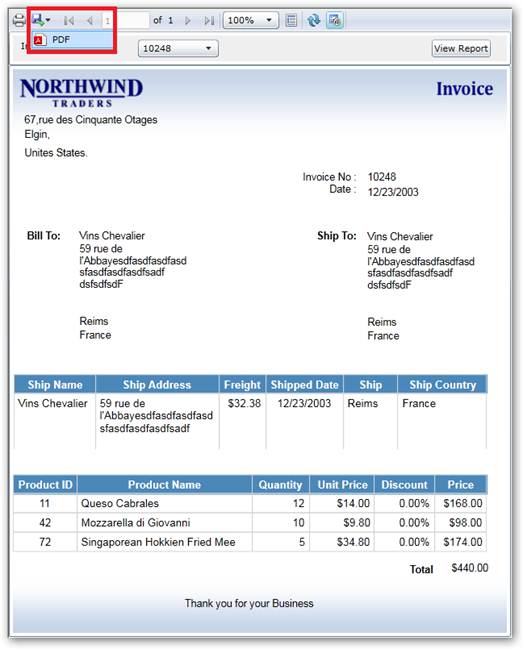 1 of 1 100%
PDF
10248 View Report
NORTHWIND
TRADERS
Invoice
67,rue des Cinquante Otages
Elgin,
Unites States.
Invoice No : 10248
Date : 12/23/2003
Bill To: Vins Chevalier
59 rue de
l'Abbayesdfasdfasdfasd
sfasdfasdfasdfsadf
dsfsdfsdF
Reims
France
Ship To: Vins Chevalier
59 rue de
l'Abbayesdfasdfasdfasd
sfasdfasdfasdfsadf
dsfsdfsdF
Reims
France
Ship Name Ship Address Freight Shipped Date Ship Ship Country
Vins Chevalier 59 rue de $32.38 12/23/2003 Reims France
l'Abbayesdfasdfasdfasd
sfasdfasdfasdfsadf
Product ID Product Name Quantity Unit Price Discount Price
11 Queso Cabrales 12 $14.00 0.00% $168.00
42 Mozzarella di Giovanni 10 $9.80 0.00% $98.00
72 Singaporean Hokkien Fried Mee 5 $34.80 0.00% $174.00
Total $440.00
Thank you for your Business